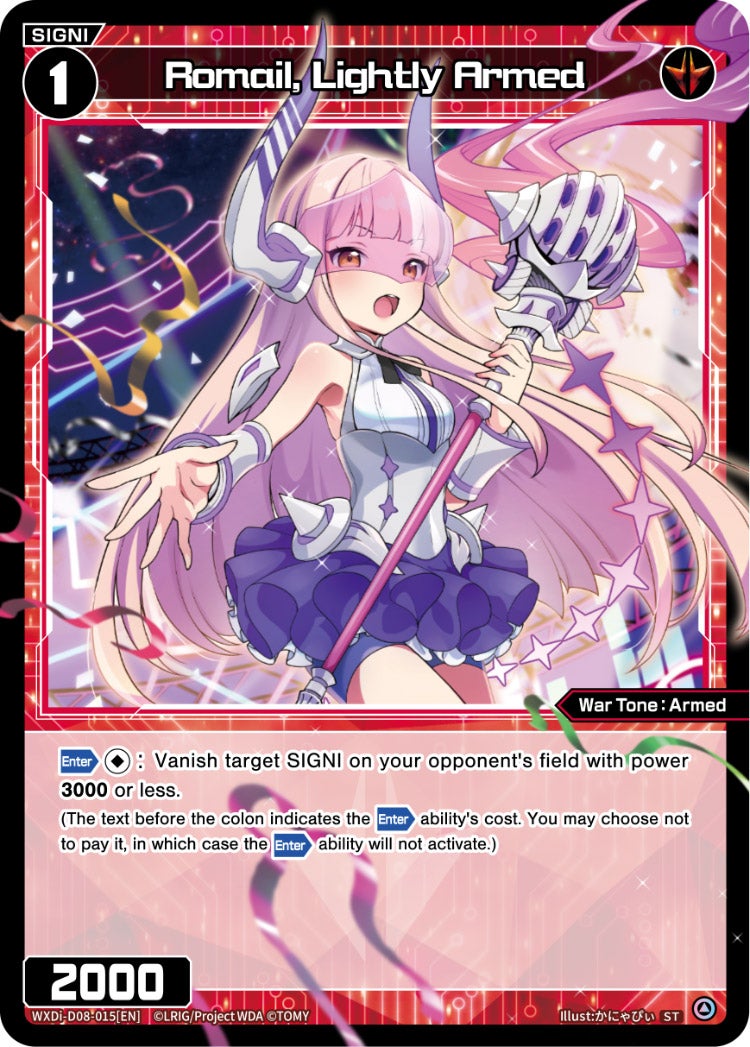 SIGNI
1
Romail, Lightly Armed
War Tone : Armed
Enter : Vanish target SIGNI on your opponent's field with power
3000 or less.
(The text before the colon indicates the Enter ability's cost. You may choose not
to pay it, in which case the Enter ability will not activate.)
2000
WXDi-D08-015[EN] ©LRIG/Project WDA ©TOMY
Illust:かにゃぴぃ ST